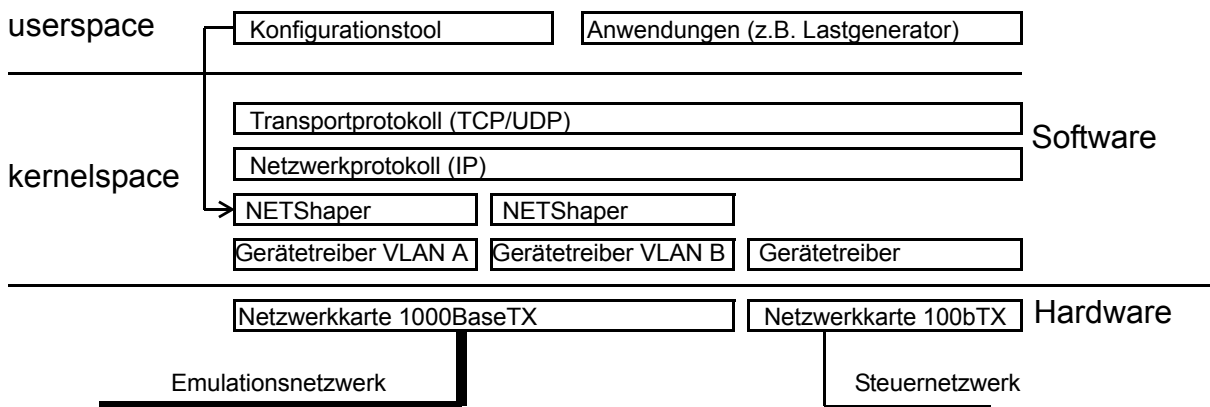 userspace
Konfigurationstool
Anwendungen (z.B. Lastgenerator)
Transportprotokoll (TCP/UDP)
Software
Netzwerkprotokoll (IP)
kernelspace
NETShaper
NETShaper
Gerätetreiber VLAN A
Gerätetreiber VLAN B
Gerätetreiber
Netzwerkkarte 1000BaseTX
Netzwerkkarte 100bTX
Hardware
Emulationsnetzwerk
Steuernetzwerk